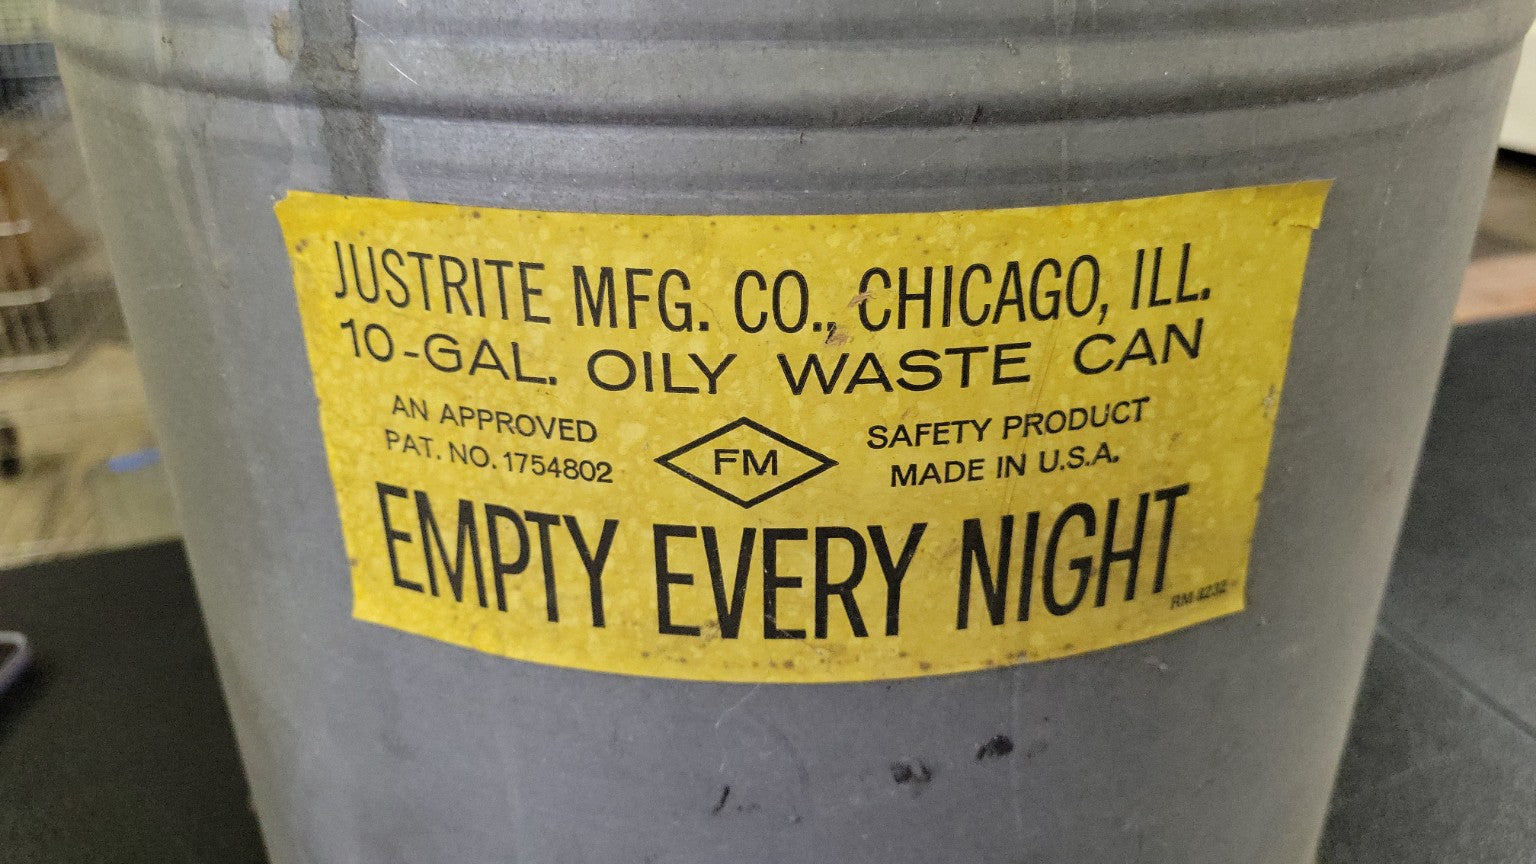 JUSTRITE MFG. CO., CHICAGO, ILL.
10-GAL. OILY WASTE CAN
AN APPROVED
PAT. NO. 1754802
FM
SAFETY PRODUCT
MADE IN U.S.A.
EMPTY EVERY NIGHT